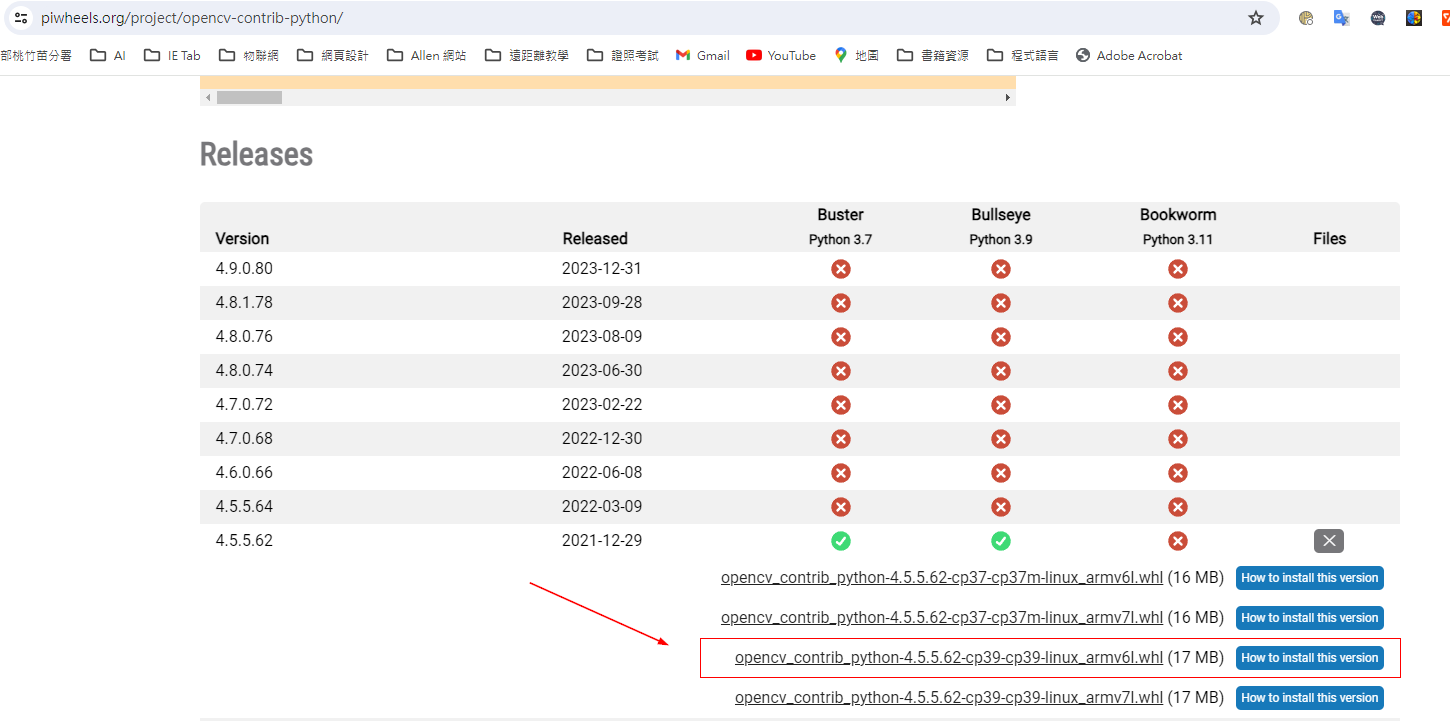 piwheels.org/project/opencv-contrib-python/
部桃竹苗分署 AI IE Tab 物聯網 網頁設計 Allen 網站 遠距離教學 證照考試 Gmail YouTube 地圖 書籍資源 程式語言 Adobe Acrobat
Releases
Buster Bullseye Bookworm
Version Released Python 3.7 Python 3.9 Python 3.11 Files
4.9.0.80 2023-12-31
4.8.1.78 2023-09-28
4.8.0.76 2023-08-09
4.8.0.74 2023-06-30
4.7.0.72 2023-02-22
4.7.0.68 2022-12-30
4.6.0.66 2022-06-08
4.5.5.64 2022-03-09
4.5.5.62 2021-12-29
opencv_contrib_python-4.5.5.62-cp37-cp37m-linux_armv6l.whl (16 MB) How to install this version
opencv_contrib_python-4.5.5.62-cp37-cp37m-linux_armv7l.whl (16 MB) How to install this version
opencv_contrib_python-4.5.5.62-cp39-cp39-linux_armv6l.whl (17 MB) How to install this version
opencv_contrib_python-4.5.5.62-cp39-cp39-linux_armv7l.whl (17 MB) How to install this version